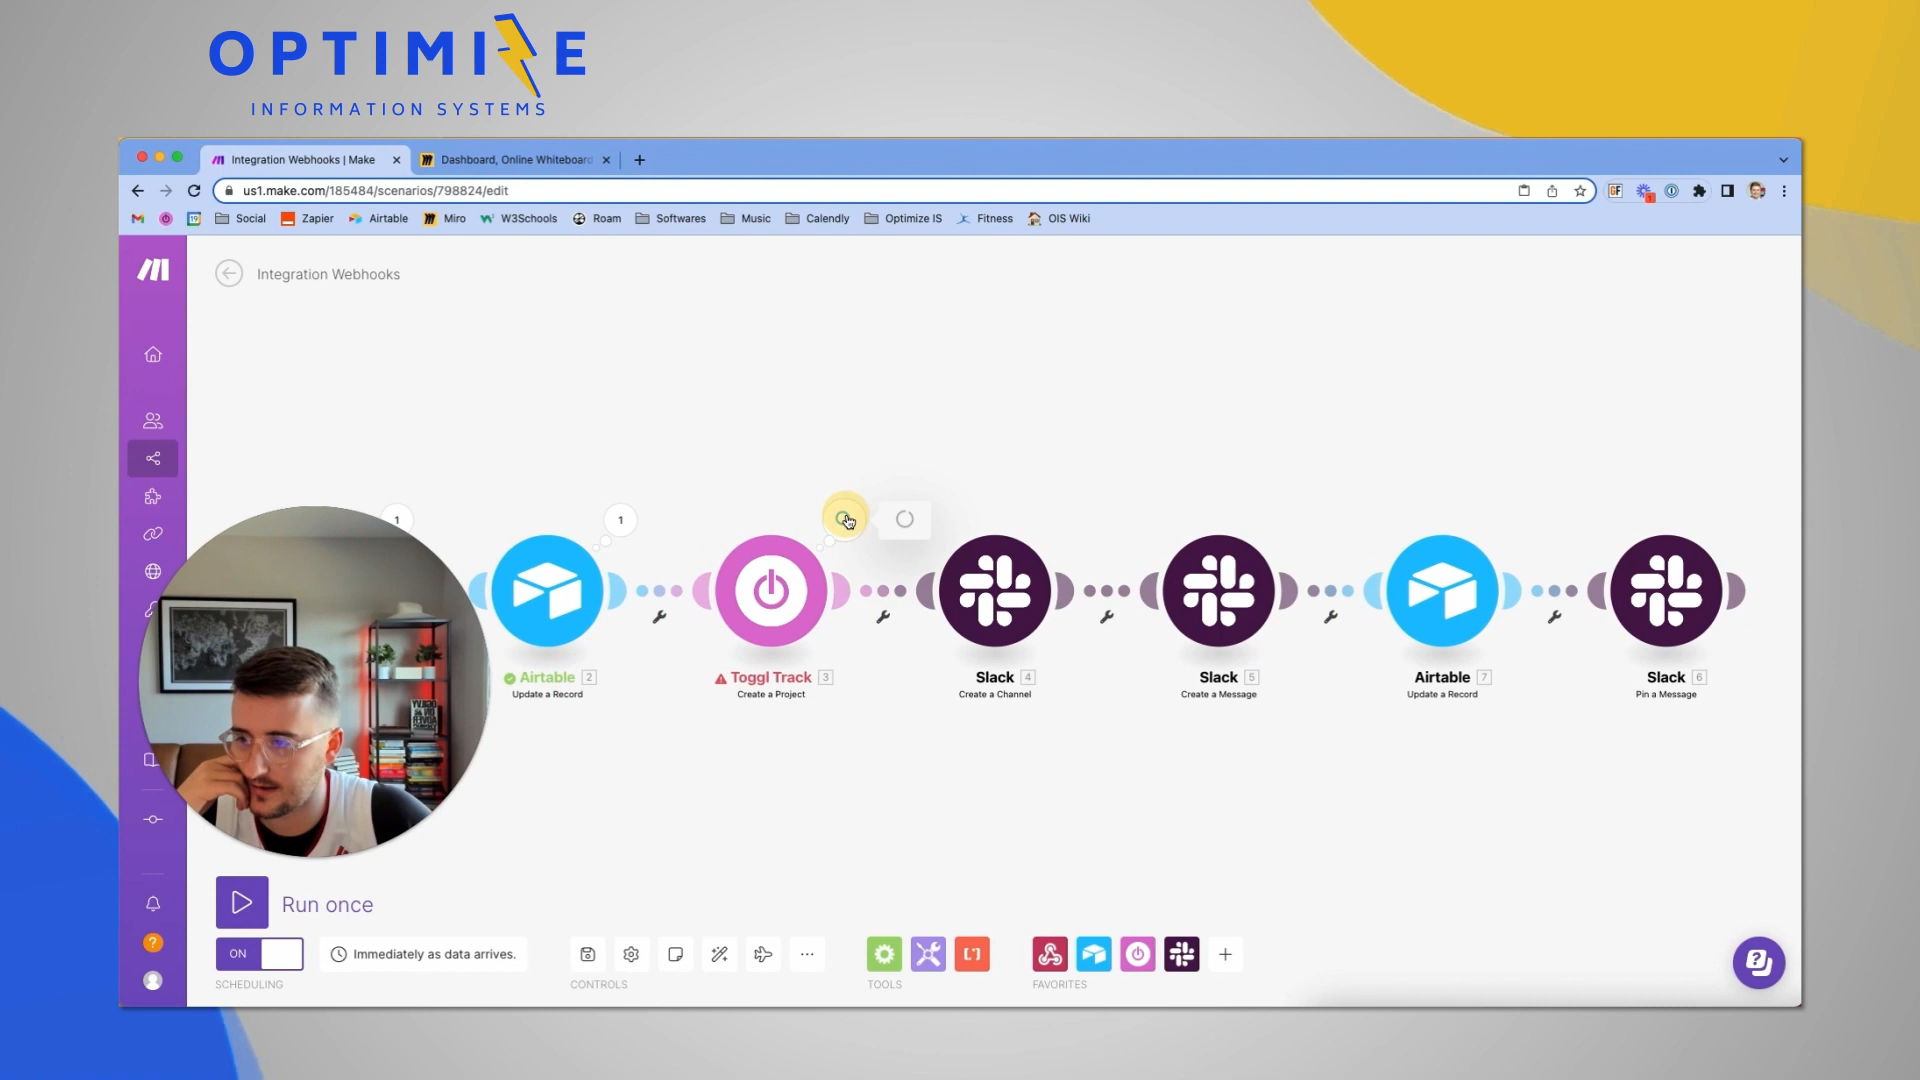 OPTIMIZE
INFORMATION SYSTEMS
Integration Webhooks | Make
Dashboard, Online Whiteboard
us1.make.com/185484/scenarios/798824/edit
19
Social
Zapier
Airtable
Miro
W3Schools
Roam
Softwares
Music
Calendly
Optimize IS
Fitness
OIS Wiki
GF
1
Integration Webhooks
1
1
Airtable 2
Update a Record
Toggl Track 3
Create a Project
Slack 4
Create a Channel
Slack 5
Create a Message
Airtable 7
Update a Record
Slack 6
Pin a Message
Run once
ON
Immediately as data arrives.
SCHEDULING
CONTROLS
TOOLS
FAVORITES